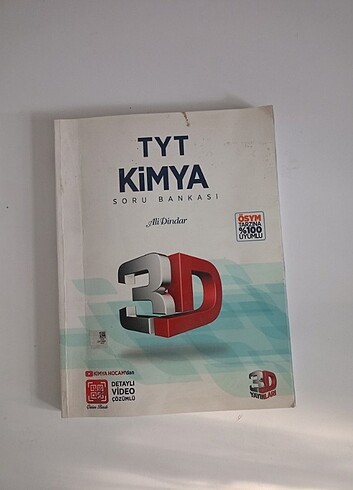 TYT
KİMYA
SORU BANKASI
Ali Dindar
ÖSYM
TARZINA
%100
UYUMLU
3D
KİMYA HOCAM'dan
DETAYLI
VİDEO
ÇÖZÜMLÜ
3D
YAYINLARI